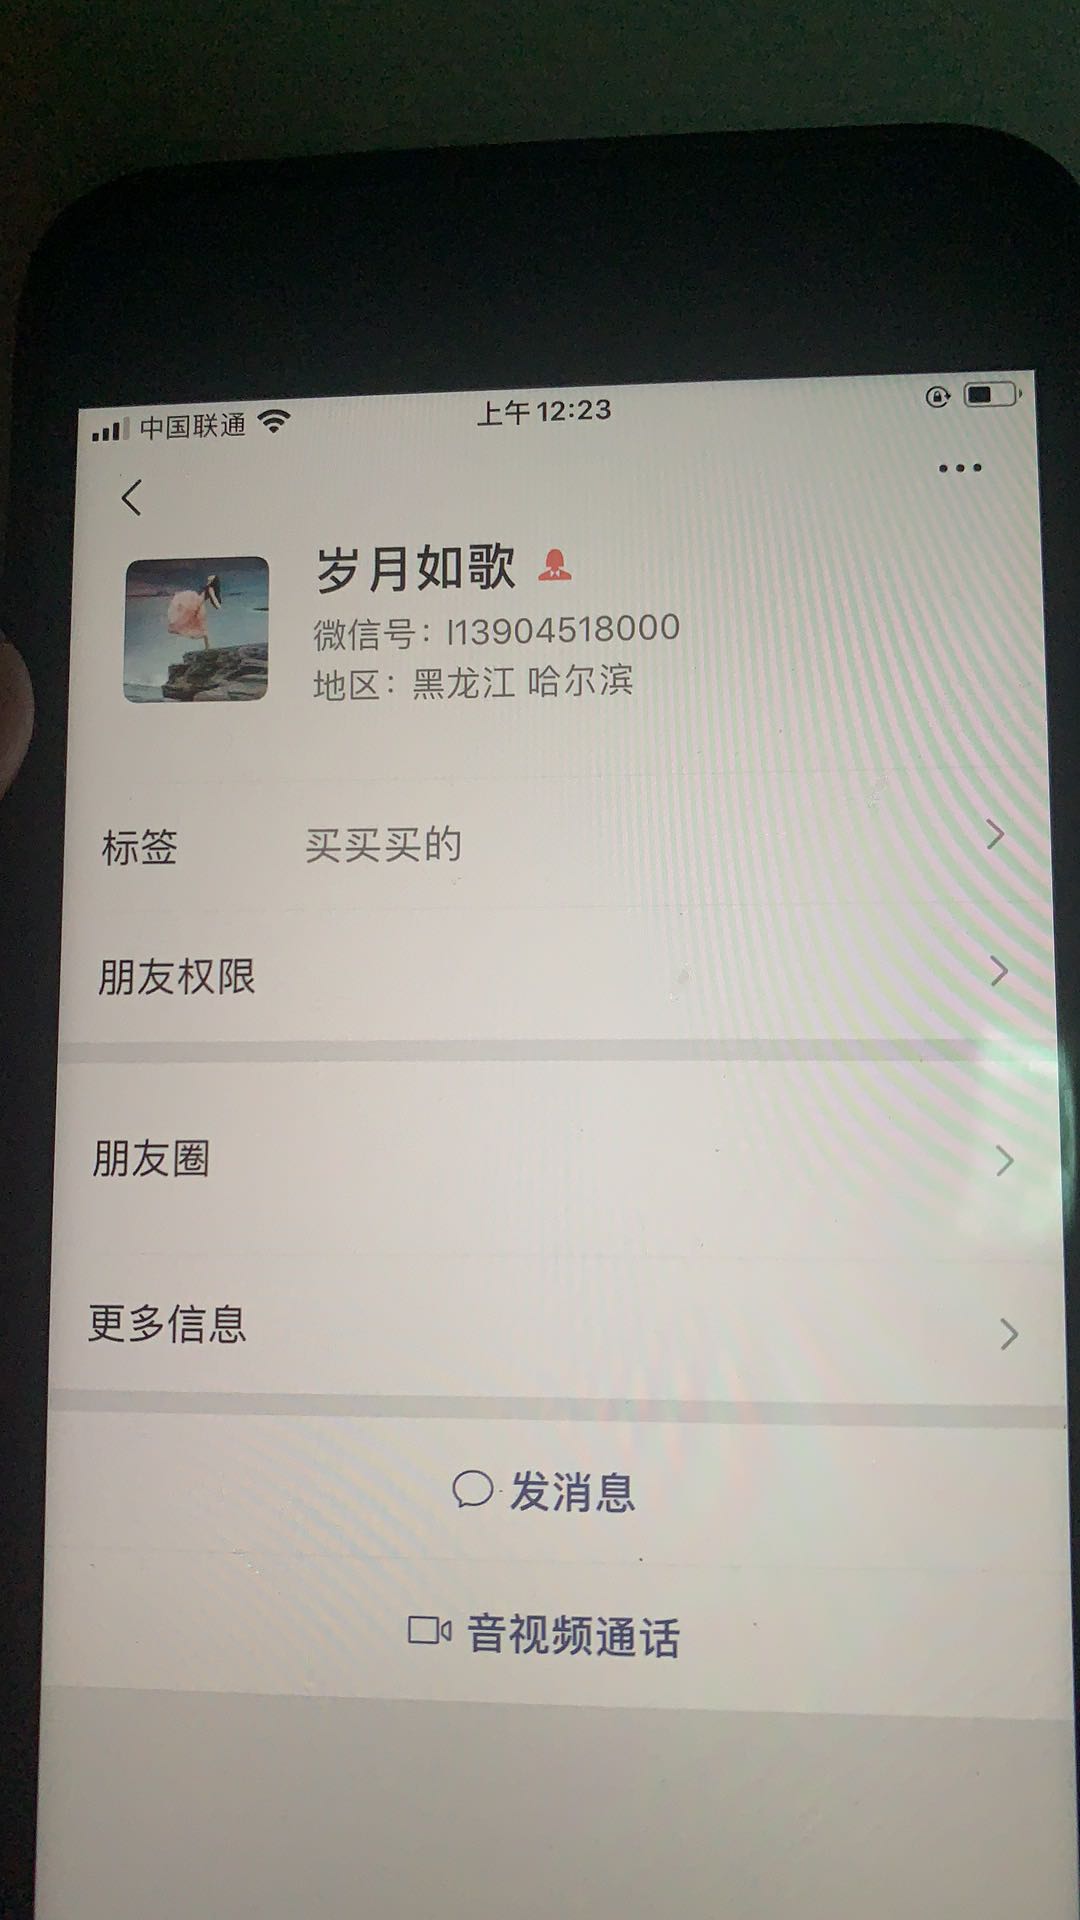 中国联通
上午12:23
岁月如歌
微信号：l13904518000
地区：黑龙江 哈尔滨
标签 买买买的
朋友权限
朋友圈
更多信息
发消息
音视频通话